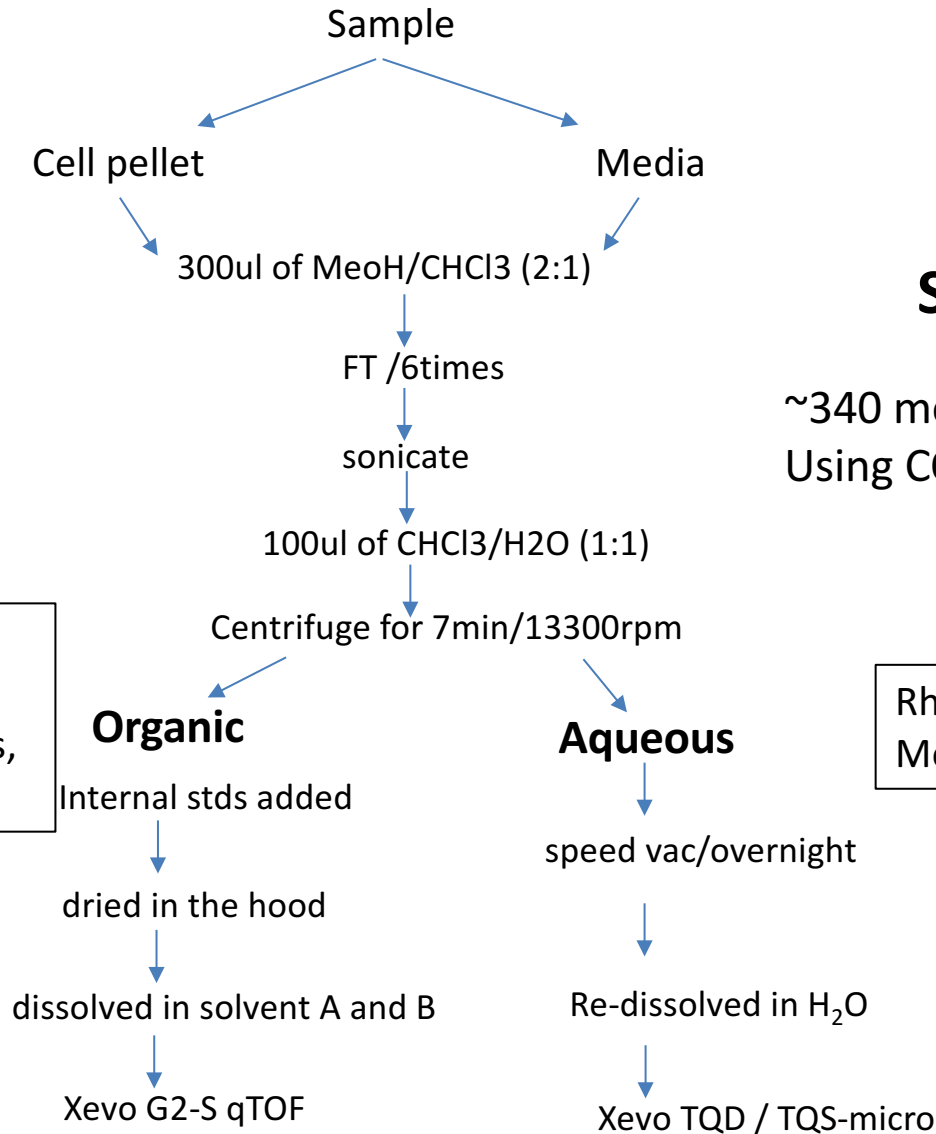 Sample
Cell pellet
Media
300ul of MeoH/CHCl3 (2:1)
FT /6times
~340
Using
sonicate
100ul of CHCl3/H2O (1:1)
Centrifuge for 7min/13300rpm
Organic
Aqueous
Internal stds added
speed vac/overnight
dried in the hood
dissolved in solvent A and B
Re-dissolved in H₂O
Xevo G2-S qTOF
Xevo TQD / TQS-micro